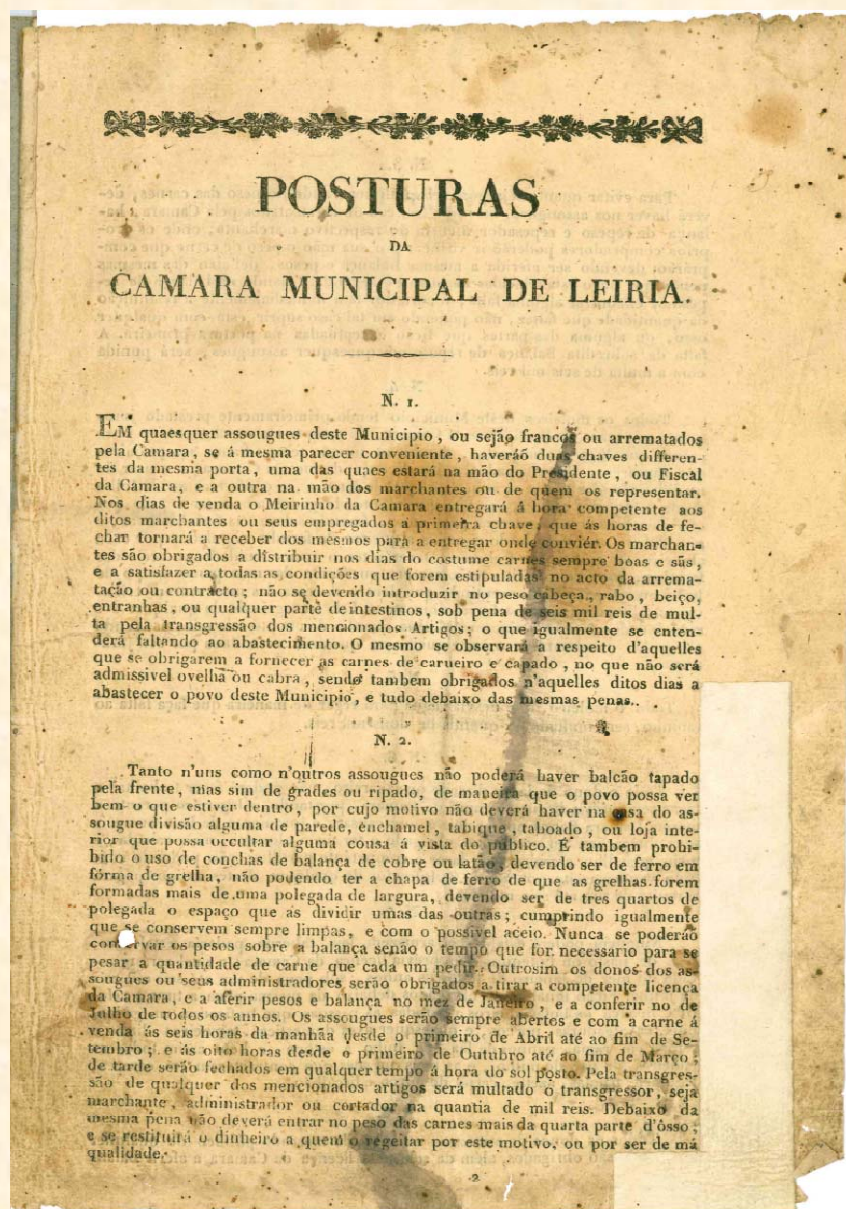 POSTURAS
DA
CAMARA MUNICIPAL DE LEIRIA.
N. 1.
EM quaesquer assougues deste Municipio, ou sejão francos ou arrematados
pela Camara, se á mesma parecer conveniente, haveráõ duas chaves differen-
tes da mesma porta, uma das quaes estará na mão do Presidente, ou Fiscal
da Camara, e a outra na mão dos marchantes ou de quem os representar.
Nos dias de venda o Meirinho da Camara entregará á hora competente aos
ditos marchantes ou seus empregados a primeira chave, que ás horas de fe-
char tornará a receber dos mesmos para a entregar onde conviér. Os marchan-
tes são obrigados a distribuir nos dias do costume carnes sempre boas e sãs,
e a satisfazer a todas as condições que forem estipuladas no acto da arrema-
tação ou contracto; não se devendo introduzir no peso cabeça, rabo, beiço,
entranhas, ou qualquer parte de intestinos, sob pena de seis mil reis de mul-
ta pela transgressão dos mencionados Artigos; o que igualmente se enten-
derá faltando ao abastecimento. O mesmo se observará a respeito d'aquelles
que se obrigarem a fornecer as carnes de carneiro e capado, no que não será
admissivel ovelha ou cabra, sendo tambem obrigados n'aquelles ditos dias a
abastecer o povo deste Municipio, e tudo debaixo das mesmas penas.
N. 2.
Tanto n'uns como n'outros assougues não poderá haver balcão tapado
pela frente, mas sim de grades ou ripado, de maneira que o povo possa ver
bem o que estiver dentro, por cujo motivo não deverá haver na casa do as-
sougue divisão alguma de parede, enchamel, tabique, taboado, ou loja inte-
rior que possa occultar alguma cousa á vista do publico. É tambem prohi-
bido o uso de conchas de balança de cobre ou latão, devendo ser de ferro em
fórma de grelha, não podendo ter a chapa de ferro de que as grelhas forem
formadas mais de uma polegada de largura, devendo ser de tres quartos de
polegada o espaço que as dividir umas das outras; cumprindo igualmente
que se conservem sempre limpas, e com o possivel aceio. Nunca se poderão
conservar os pesos sobre a balança senão o tempo que for necessario para se
pesar a quantidade de carne que cada um pedir. Outrosim os donos dos as-
sougues ou seus administradores serão obrigados a tirar a competente licença
da Camara, e a aferir pesos e balança no mez de Janeiro, e a conferir no de
Julho de todos os annos. Os assougues serão sempre abertos e com a carne á
venda ás seis horas da manhãa desde o primeiro de Abril até ao fim de Se-
tembro; e ás oito horas desde o primeiro de Outubro até ao fim de Março;
de tarde serão fechados em qualquer tempo á hora do sol posto. Pela transgres-
são de qualquer dos mencionados artigos será multado o transgressor, seja
marchante, administrador ou cortador na quantia de mil reis. Debaixo da
mesma pena não deverá entrar no peso das carnes mais da quarta parte d'ôsso;
e se restituirá o dinheiro a quem o regeitar por este motivo, ou por ser de má
qualidade.
2